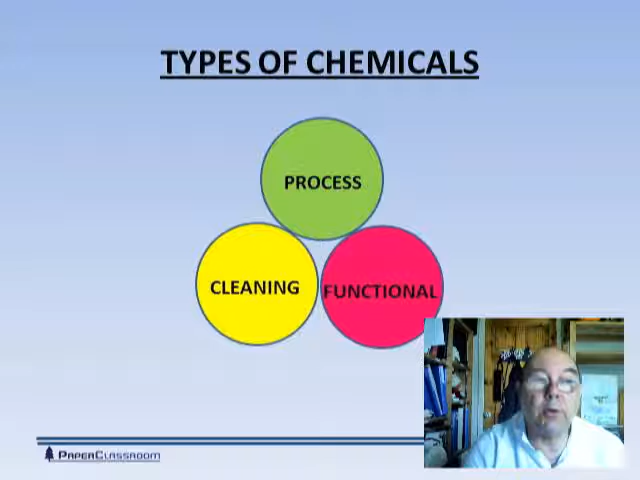 TYPES OF CHEMICALS
PROCESS
CLEANING
FUNCTIONAL
PAPERCLASSROOM